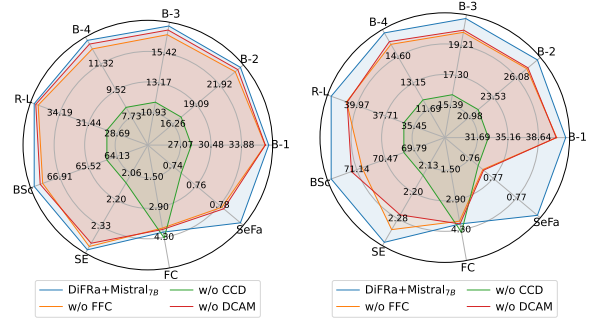 B-3
B-4
B-2
15.42
11.32
21.92
13.17
9.52
19.09
R-L
10.93
7.73
16.26
34.19
31.44
28.69
27.07 30.48 33.88 B-1
64.13
65.52
0.74
2.06 1.50
66.91
0.76
BSc
2.20
2.90
0.78
2.33
SeFa
4.30
SE
FC
DiFRa+Mistral7B
w/o CCD
w/o FFC
w/o DCAM
B-3
B-4
B-2
19.21
14.60
26.08
17.30
13.15
23.53
R-L
15.39
11.69
20.98
39.97
37.71
35.45
31.69 35.16 38.64 B-1
69.79
70.47
0.76
71.14
2.13 1.50
0.77
BSc
2.20
2.90
0.77
2.28
SeFa
4.30
SE
FC
DiFRa+Mistral7B
w/o CCD
w/o FFC
w/o DCAM